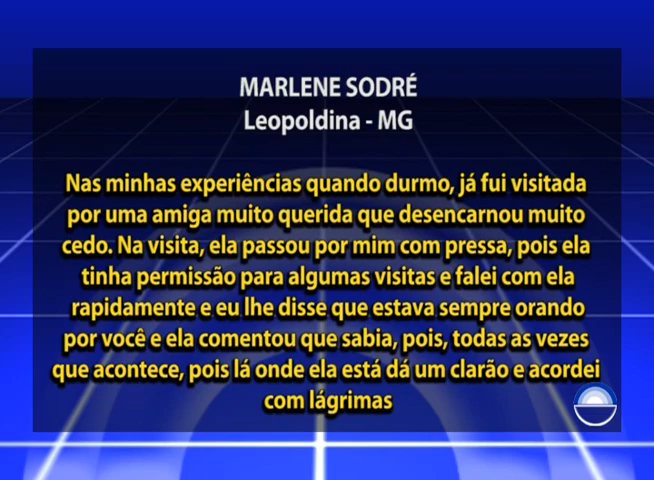 MARLENE SODRÉ
Leopoldina - MG
Nas minhas experiências quando durmo, já fui visitada
por uma amiga muito querida que desencarnou muito
cedo. Na visita, ela passou por mim com pressa, pois ela
tinha permissão para algumas visitas e falei com ela
rapidamente e eu lhe disse que estava sempre orando
por você e ela comentou que sabia, pois, todas as vezes
que acontece, pois lá onde ela está dá um clarão e acordei
com lágrimas